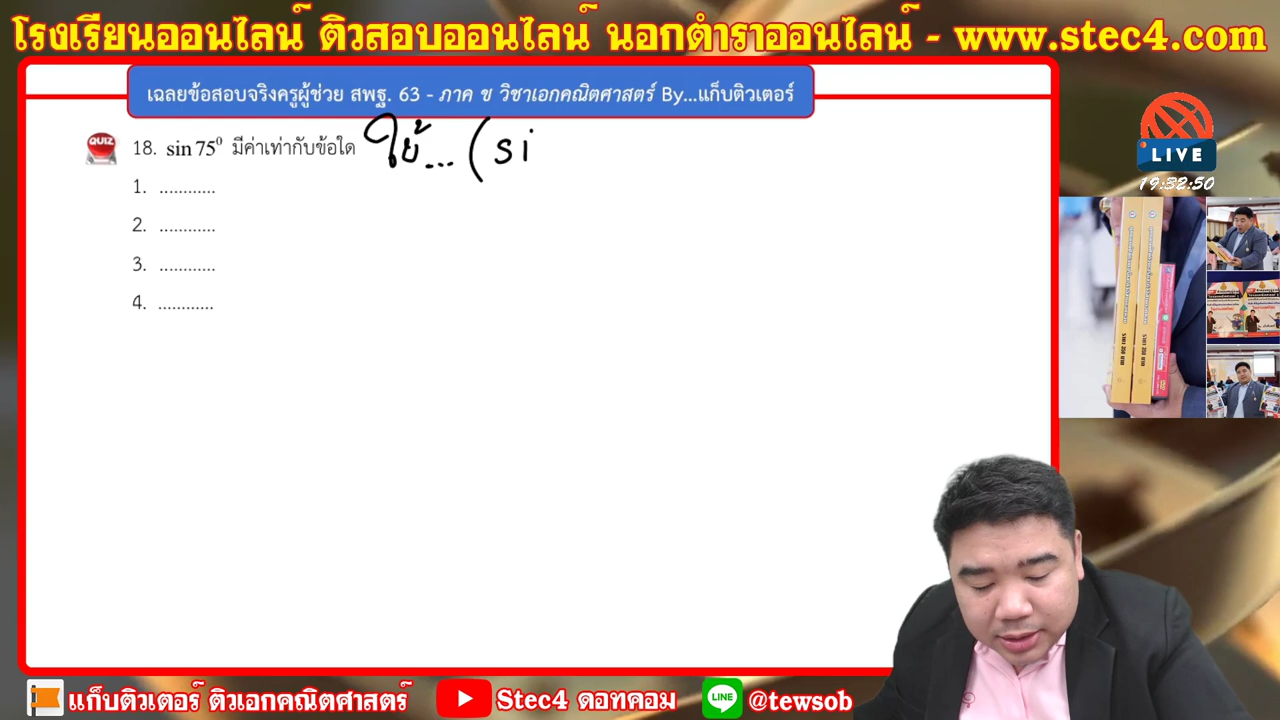 โรงเรียนออนไลน์ ติวสอบออนไลน์ นอกตำราออนไลน์ - www.stec4.com
เฉลยข้อสอบจริงครูผู้ช่วย สพฐ. 63 - ภาค ข วิชาเอกคณิตศาสตร์ By...แก็บติวเตอร์
QUIZ
18. sin 75⁰ มีค่าเท่ากับข้อใด
... (si
1. ............
2. ............
3. ............
4. ............
LIVE
19:32:50
แก็บติวเตอร์ ติวเอกคณิตศาสตร์
Stec4 ดอทคอม
LINE
@tewsob